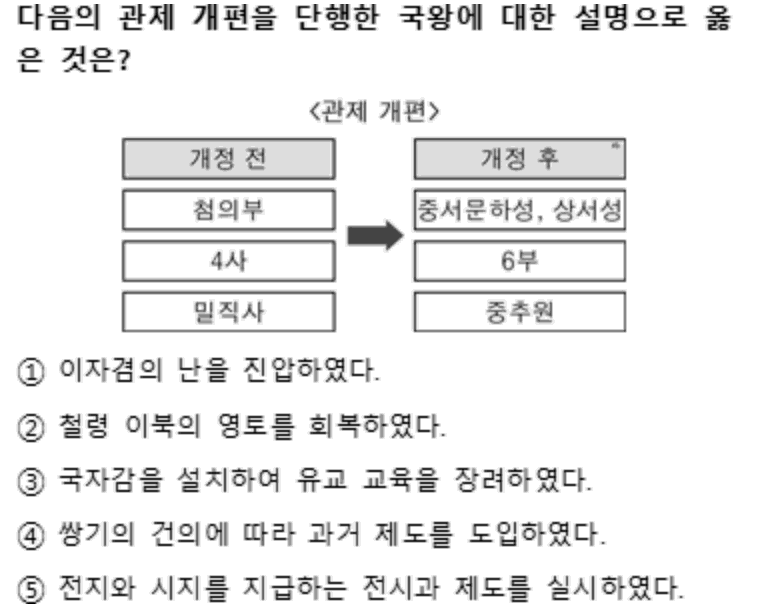 다음의 관제 개편을 단행한 국왕에 대한 설명으로 옳
은 것은?
<관제 개편>
개정 전 개정 후
첨의부 중서문하성, 상서성
4사 6부
밀직사 중추원
① 이자겸의 난을 진압하였다.
② 철령 이북의 영토를 회복하였다.
③ 국자감을 설치하여 유교 교육을 장려하였다.
④ 쌍기의 건의에 따라 과거 제도를 도입하였다.
⑤ 전지와 시지를 지급하는 전시과 제도를 실시하였다.